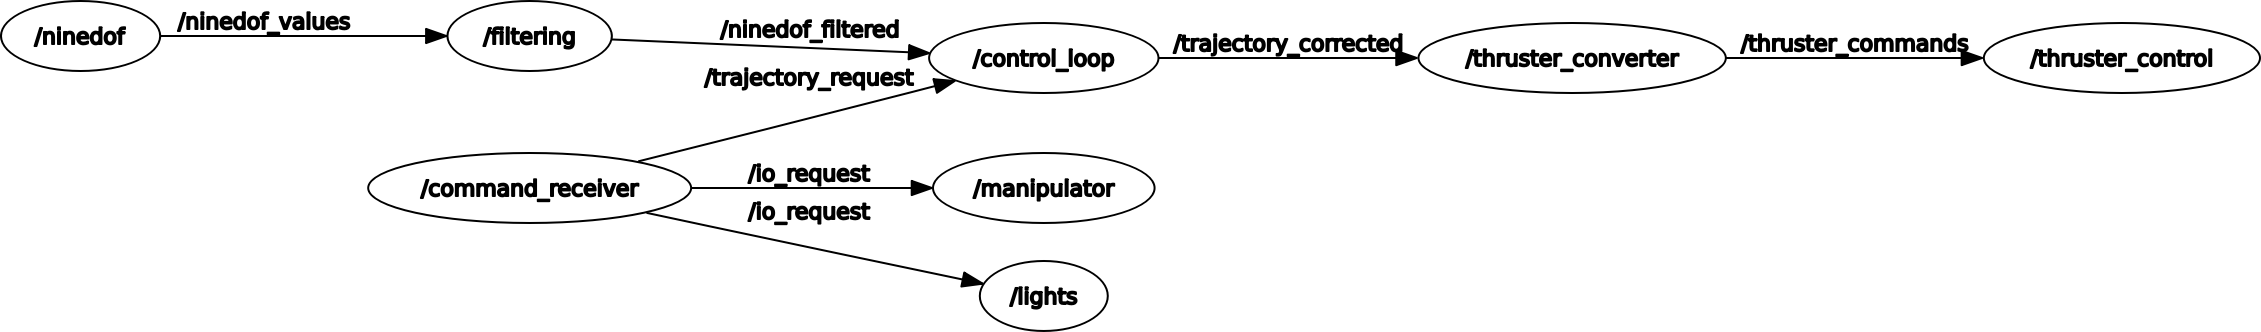 /ninedof
/ninedof_values
/filtering
/ninedof_filtered
/trajectory_request
/control_loop
/trajectory_corrected
/thruster_converter
/thruster_commands
/thruster_control
/command_receiver
/io_request
/manipulator
/io_request
/lights